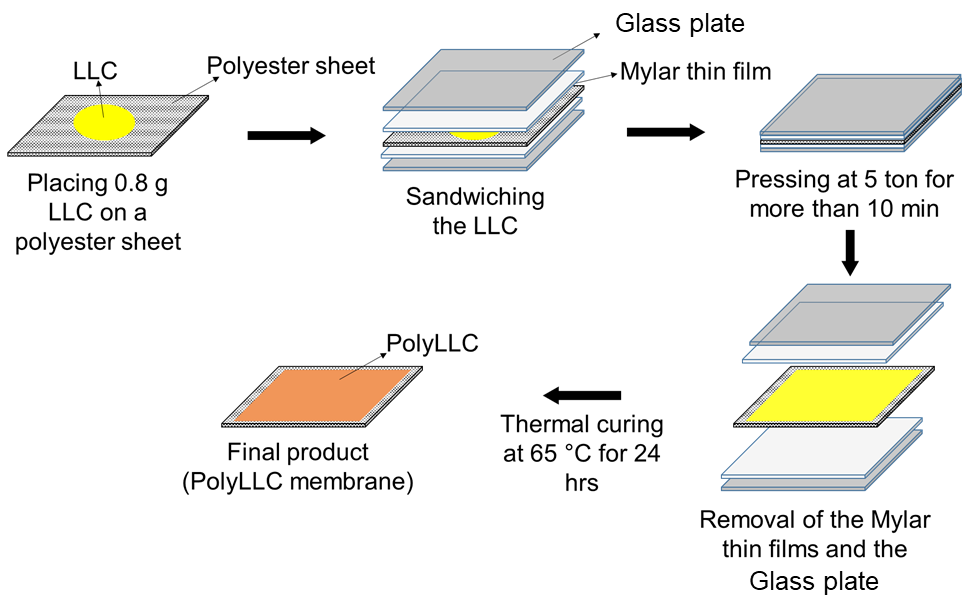 LLC
Polyester sheet
Placing 0.8 g
LLC on a
polyester sheet
Glass plate
Mylar thin film
Sandwiching
the LLC
Pressing at 5 ton for
more than 10 min
Removal of the Mylar
thin films and the
Glass plate
Thermal curing
at 65 °C for 24
hrs
PolyLLC
Final product
(PolyLLC membrane)